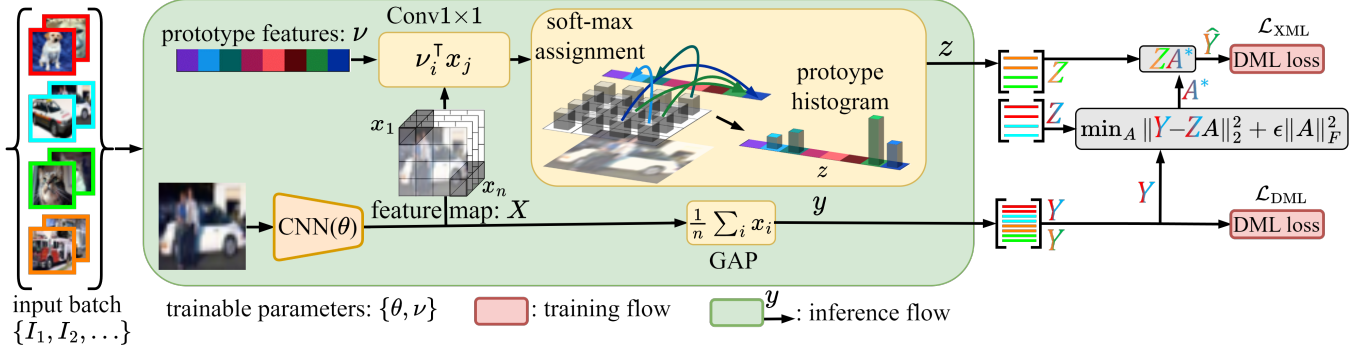 prototype features: ν
Conv1×1
ν_i^⊤ x_j
soft-max
assignment
protoype
histogram
z
z
x_1
x_n
feature map: X
CNN(θ)
1/n ∑_i x_i
GAP
y
Z
Z
ZA*
Ŷ
A*
L_XML
DML loss
min_A ‖Y−ZA‖_2^2 + ϵ‖A‖_F^2
Y
Y
Y
L_DML
DML loss
input batch
{I_1, I_2, ...}
trainable parameters: {θ, ν}
: training flow
y
: inference flow